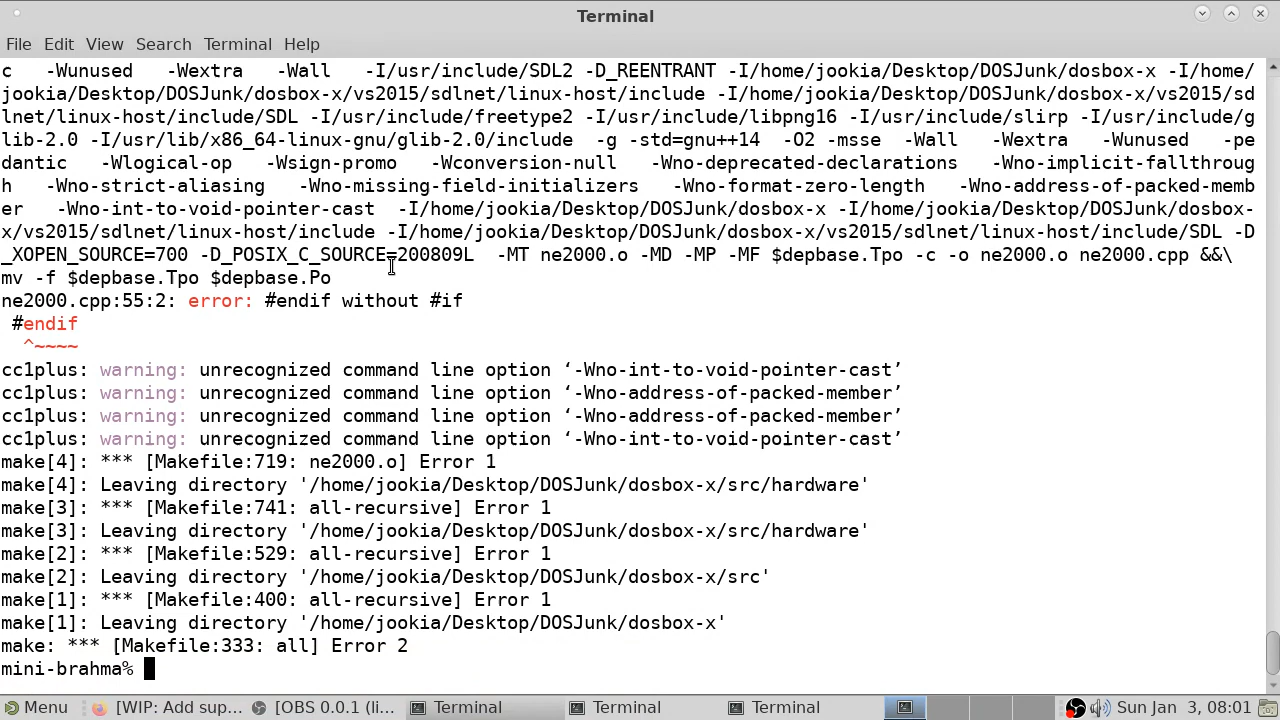 Terminal
File Edit View Search Terminal Help
c   -Wunused   -Wextra   -Wall   -I/usr/include/SDL2 -D_REENTRANT -I/home/jookia/Desktop/DOSJunk/dosbox-x -I/home/
jookia/Desktop/DOSJunk/dosbox-x/vs2015/sdlnet/linux-host/include -I/home/jookia/Desktop/DOSJunk/dosbox-x/vs2015/sd
lnet/linux-host/include/SDL -I/usr/include/freetype2 -I/usr/include/libpng16 -I/usr/include/slirp -I/usr/include/g
lib-2.0 -I/usr/lib/x86_64-linux-gnu/glib-2.0/include  -g -std=gnu++14  -O2 -msse  -Wall   -Wextra   -Wunused   -pe
dantic   -Wlogical-op   -Wsign-promo   -Wconversion-null   -Wno-deprecated-declarations   -Wno-implicit-fallthroug
h   -Wno-strict-aliasing   -Wno-missing-field-initializers   -Wno-format-zero-length   -Wno-address-of-packed-memb
er   -Wno-int-to-void-pointer-cast  -I/home/jookia/Desktop/DOSJunk/dosbox-x -I/home/jookia/Desktop/DOSJunk/dosbox-
x/vs2015/sdlnet/linux-host/include -I/home/jookia/Desktop/DOSJunk/dosbox-x/vs2015/sdlnet/linux-host/include/SDL -D
_XOPEN_SOURCE=700 -D_POSIX_C_SOURCE=200809L  -MT ne2000.o -MD -MP -MF $depbase.Tpo -c -o ne2000.o ne2000.cpp &&\
mv -f $depbase.Tpo $depbase.Po
ne2000.cpp:55:2: error: #endif without #if
 #endif
  ^~~~~
cc1plus: warning: unrecognized command line option ‘-Wno-int-to-void-pointer-cast’
cc1plus: warning: unrecognized command line option ‘-Wno-address-of-packed-member’
cc1plus: warning: unrecognized command line option ‘-Wno-address-of-packed-member’
cc1plus: warning: unrecognized command line option ‘-Wno-int-to-void-pointer-cast’
make[4]: *** [Makefile:719: ne2000.o] Error 1
make[4]: Leaving directory '/home/jookia/Desktop/DOSJunk/dosbox-x/src/hardware'
make[3]: *** [Makefile:741: all-recursive] Error 1
make[3]: Leaving directory '/home/jookia/Desktop/DOSJunk/dosbox-x/src/hardware'
make[2]: *** [Makefile:529: all-recursive] Error 1
make[2]: Leaving directory '/home/jookia/Desktop/DOSJunk/dosbox-x/src'
make[1]: *** [Makefile:400: all-recursive] Error 1
make[1]: Leaving directory '/home/jookia/Desktop/DOSJunk/dosbox-x'
make: *** [Makefile:333: all] Error 2
mini-brahma%
Menu [WIP: Add sup... [OBS 0.0.1 (li... Terminal Terminal Terminal Sun Jan  3, 08:01